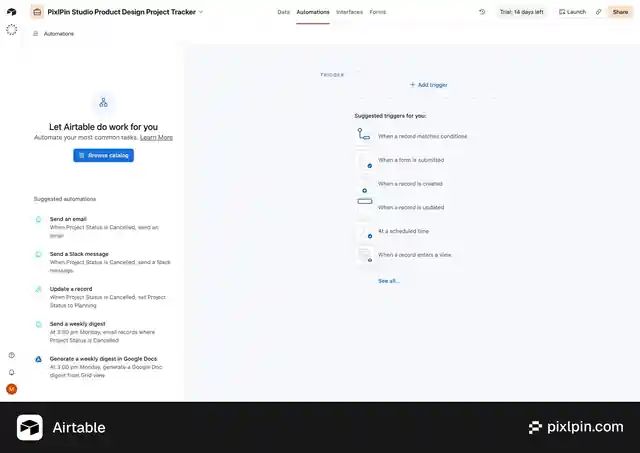 PixlPin Studio Product Design Project Tracker
Data
Automations
Interfaces
Forms
Trial: 14 days left
Launch
Share
Automations
TRIGGER
+ Add trigger
Let Airtable do work for you
Automate your most common tasks. Learn More
Browse catalog
Suggested triggers for you:
When a record matches conditions
When a form is submitted
When a record is created
When a record is updated
At a scheduled time
When a record enters a view
See all...
Suggested automations
Send an email
When Project Status is Cancelled, send an
email
Send a Slack message
When Project Status is Cancelled, send a Slack
message
Update a record
When Project Status is Cancelled, set Project
Status to Planning
Send a weekly digest
At 3:00 pm Monday, email records where
Project Status is Cancelled
Generate a weekly digest in Google Docs
At 3:00 pm Monday, generate a Google Doc
digest from Grid view
M
Airtable
pixlpin.com